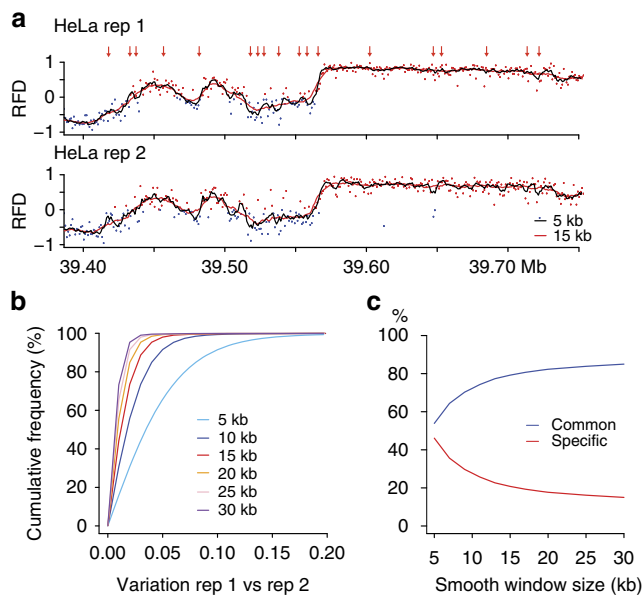 a
HeLa rep 1
RFD
1
0
−1
HeLa rep 2
RFD
1
0
−1
5 kb
15 kb
39.40 39.50 39.60 39.70 Mb
b
Cumulative frequency (%)
100
80
60
40
20
0
5 kb
10 kb
15 kb
20 kb
25 kb
30 kb
0.00 0.05 0.10 0.15 0.20
Variation rep 1 vs rep 2
c
%
100
80
60
40
20
0
Common
Specific
5 10 15 20 25 30
Smooth window size (kb)